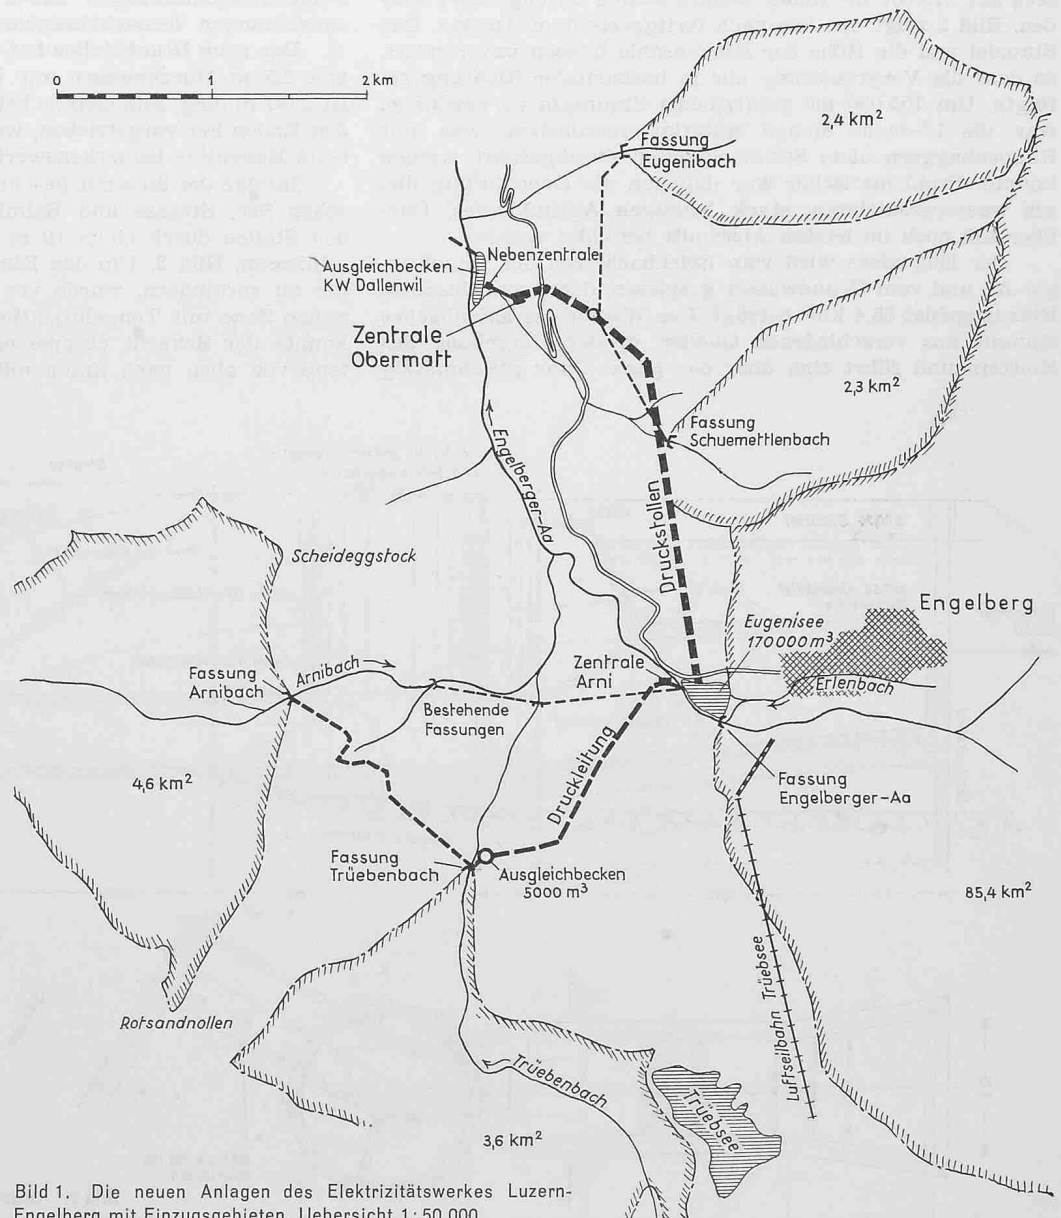 0 1 2 km
2,4 km²
Fassung
Eugenbach
Nebenzentrale
Ausgleichbecken
KW Dallenwil
Zentrale
Obermatt
2,3 km²
Fassung
Schuemettlenbach
Engelberger-Aa
Druckstollen
Scheideggstock
Engelberg
Eugenisee
170000 m³
Zentrale
Arni
Fassung
Arnibach
Arnibach
Erlenbach
Bestehende
Fassungen
Druckleitung
4,6 km²
Fassung
Engelberger-Aa
Fassung
Trüebenbach
Ausgleichbecken
5000 m³
85,4 km²
Luftseilbahn Trüebsee
Rotsandnollen
Trüebenbach
Trüebsee
3,6 km²
Bild 1. Die neuen Anlagen des Elektrizitätswerkes Luzern-
Engelberg mit Einzugsgebieten. Uebersicht 1 : 50 000